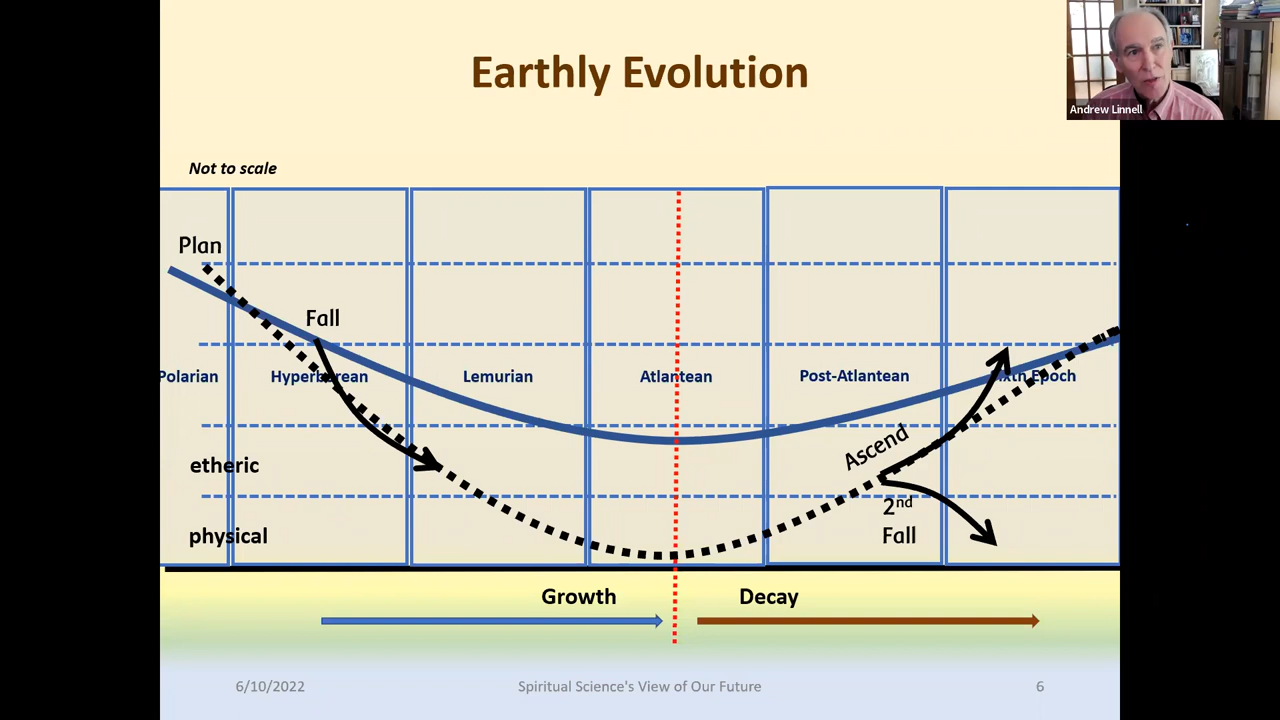 Earthly Evolution
Andrew Linnell
Not to scale
Plan
Fall
Polarian
Hyperborean
Lemurian
Atlantean
Post-Atlantean
Sixth Epoch
etheric
Ascend
2nd
Fall
physical
Growth
Decay
6/10/2022
Spiritual Science's View of Our Future
6